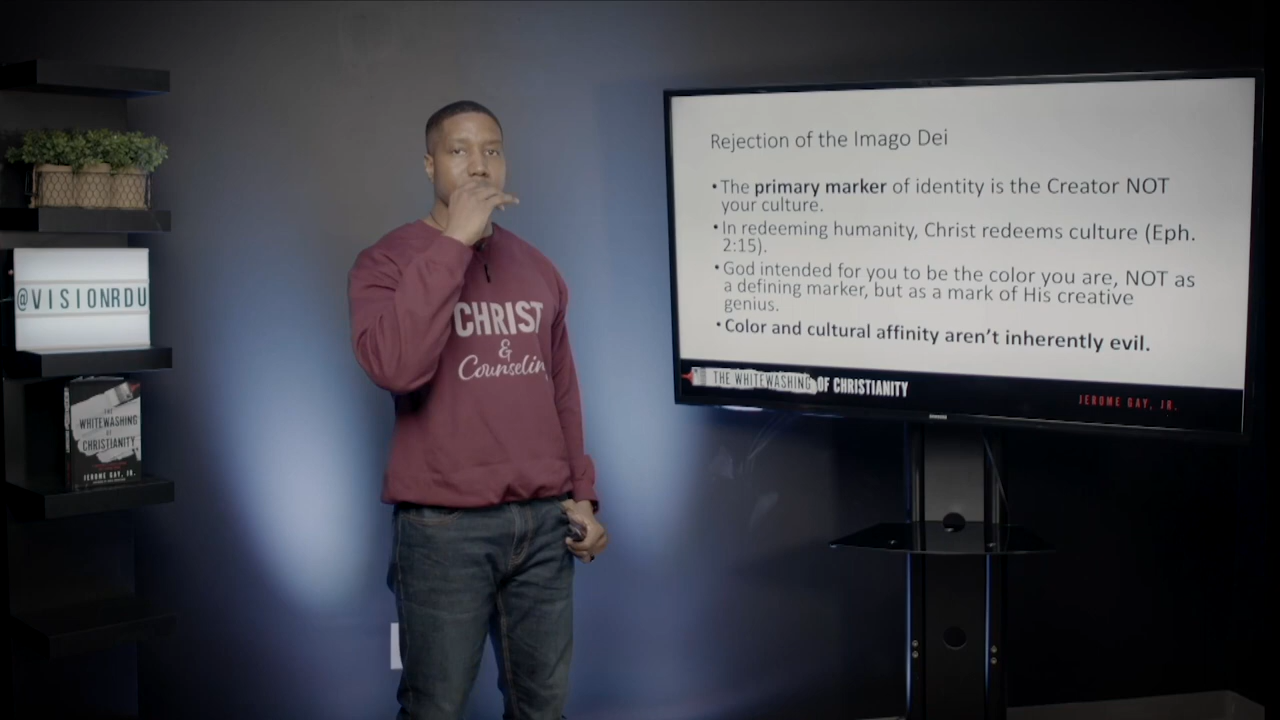 @VISIONRDU
THE
WHITEWASHING
OF
CHRISTIANITY
JEROME GAY, JR.
CHRIST
&
Counselin
Rejection of the Imago Dei
•The primary marker of identity is the Creator NOT
your culture.
•In redeeming humanity, Christ redeems culture (Eph.
2:15).
•God intended for you to be the color you are, NOT as
a defining marker, but as a mark of His creative
genius.
•Color and cultural affinity aren't inherently evil.
THE WHITEWASHING OF CHRISTIANITY
JEROME GAY, JR.